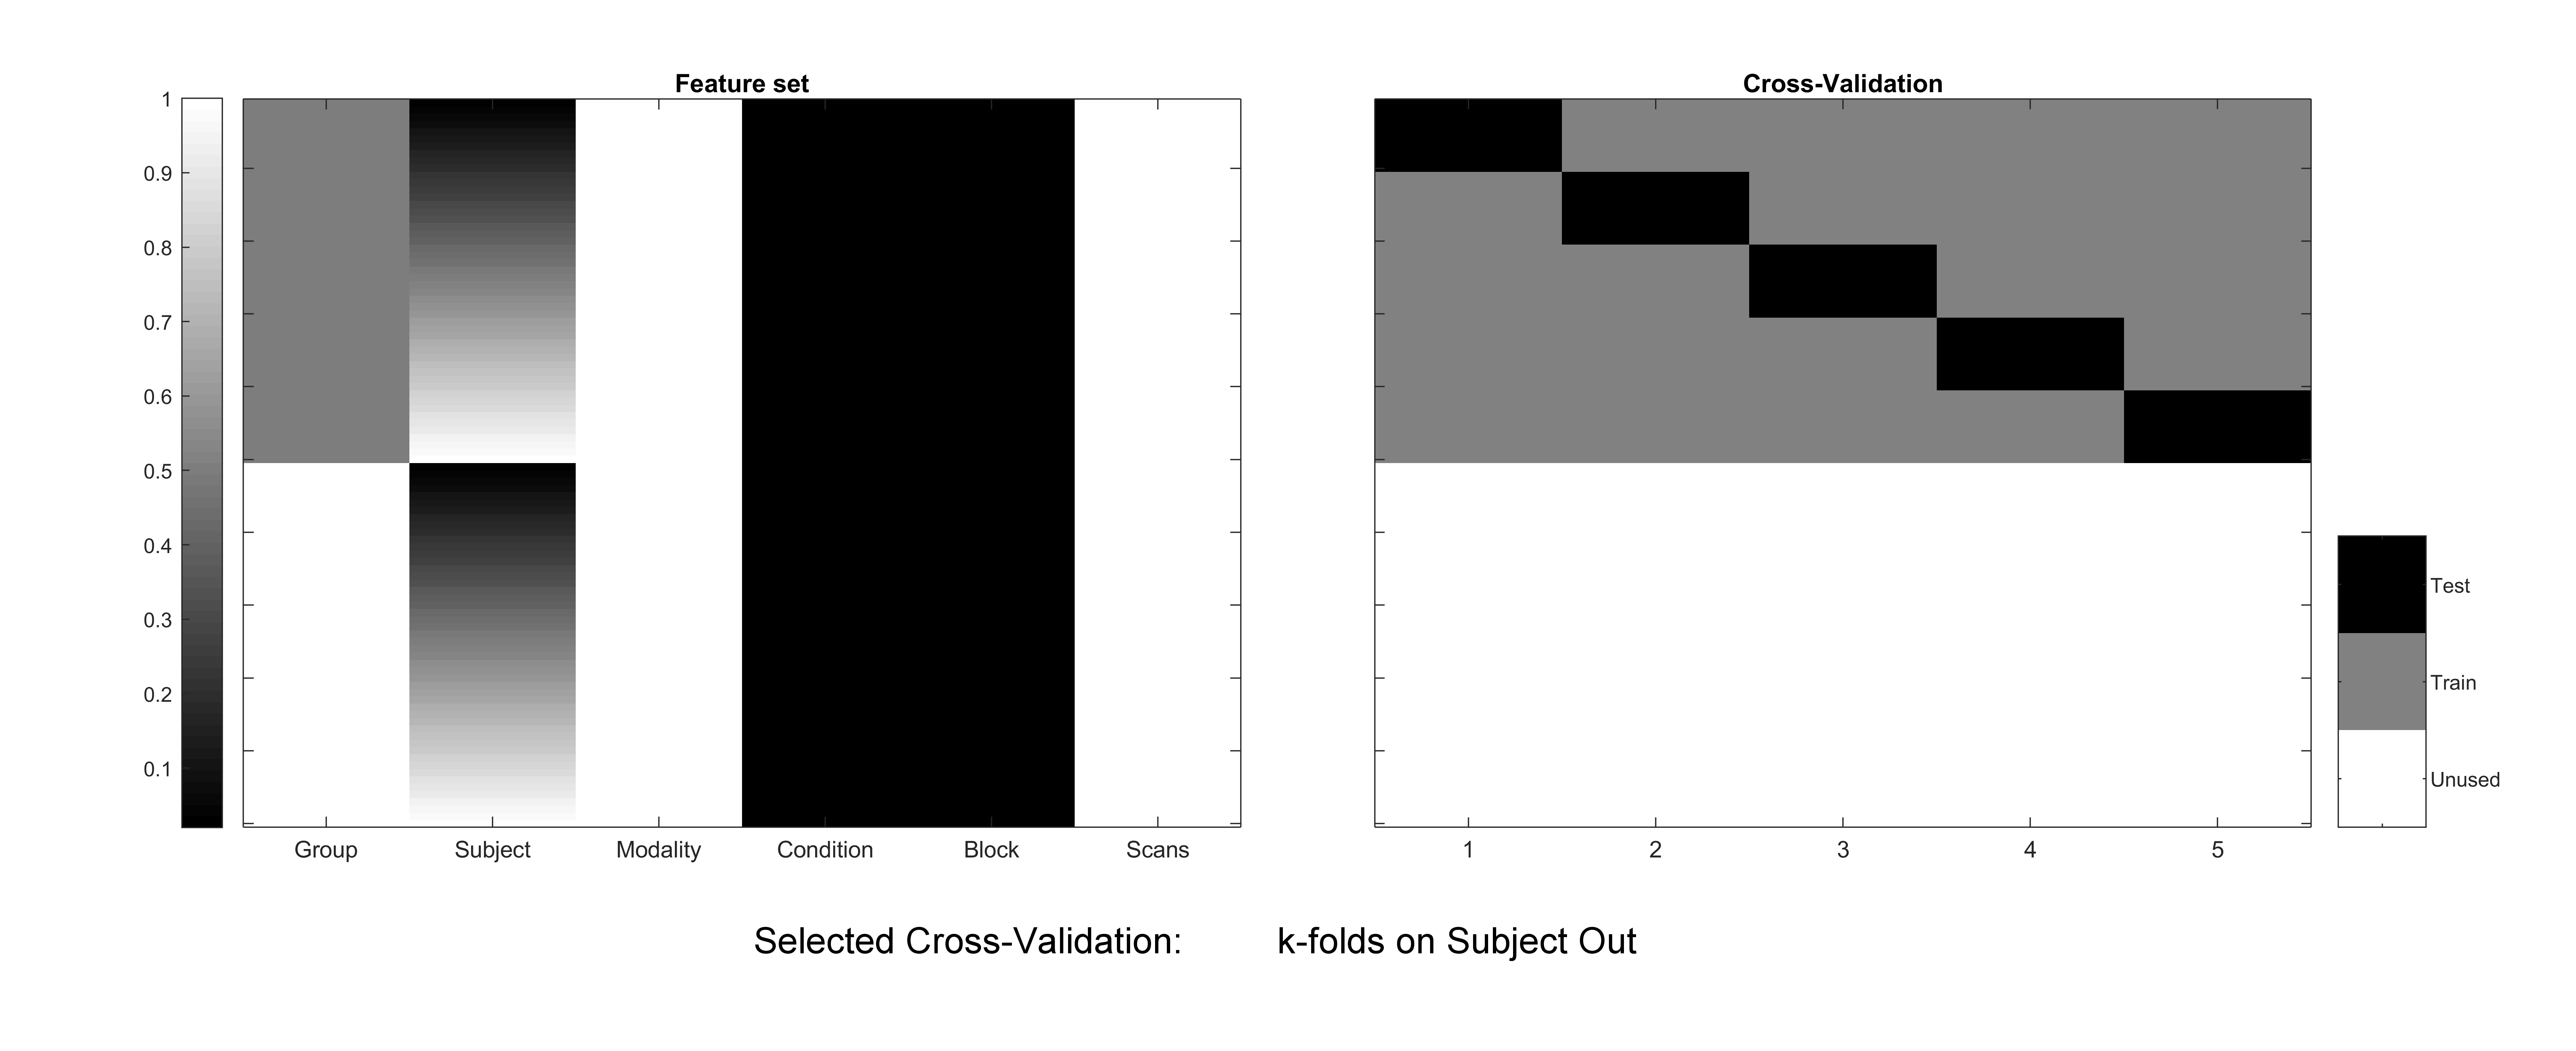 Feature set
Cross-Validation
1
0.9
0.8
0.7
0.6
0.5
0.4
0.3
0.2
0.1
Group Subject Modality Condition Block Scans
1 2 3 4 5
Test
Train
Unused
Selected Cross-Validation: k-folds on Subject Out